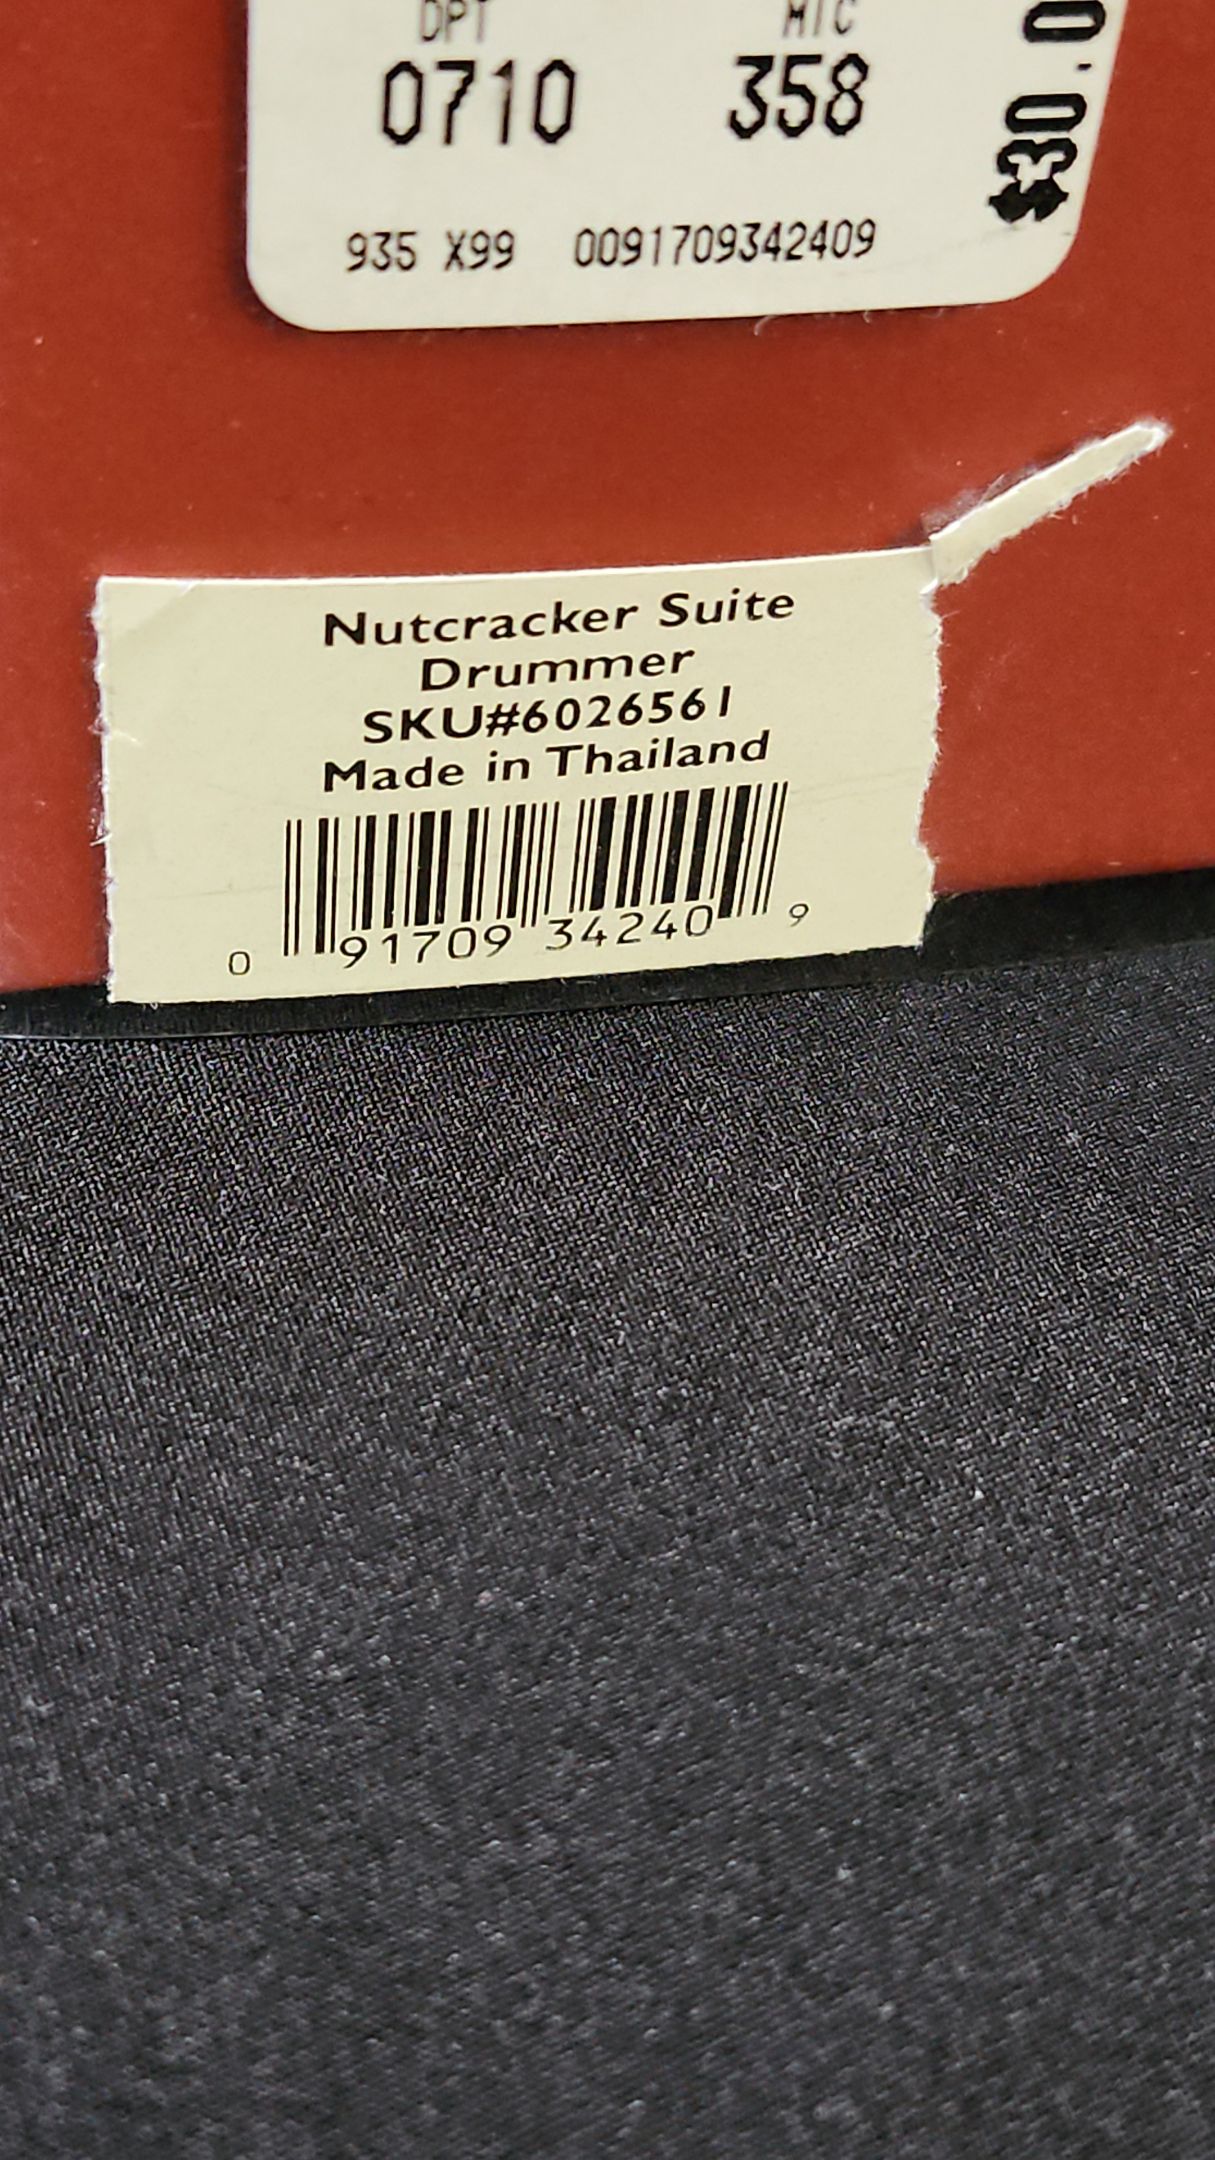 DPT MIC
0710 358
935 X99 0091709342409
$30.0
Nutcracker Suite
Drummer
SKU#6026561
Made in Thailand
0 91709 34240 9